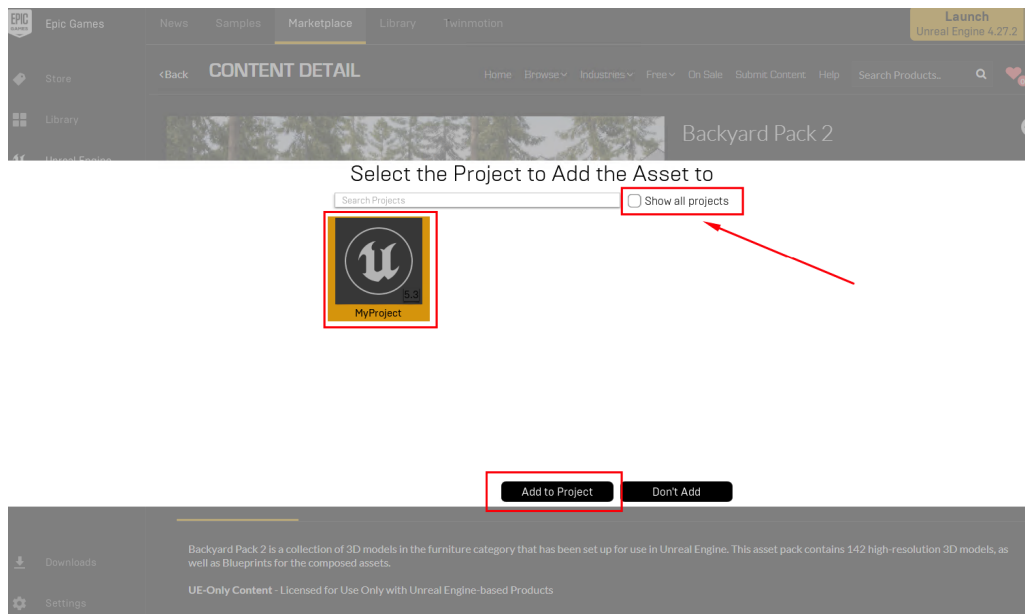 EPIC GAMES
Epic Games
News Samples Marketplace Library Twinmotion
Launch
Unreal Engine 4.27.2
Store
<Back CONTENT DETAIL Home Browse Industries Free On Sale Submit Content Help Search Products..
Library
Backyard Pack 2
Unreal Engine
Select the Project to Add the Asset to
Search Projects Show all projects
5.3
MyProject
Add to Project Don't Add
Backyard Pack 2 is a collection of 3D models in the furniture category that has been set up for use in Unreal Engine. This asset pack contains 142 high-resolution 3D models, as
well as Blueprints for the composed assets.
Downloads
UE-Only Content - Licensed for Use Only with Unreal Engine-based Products
Settings